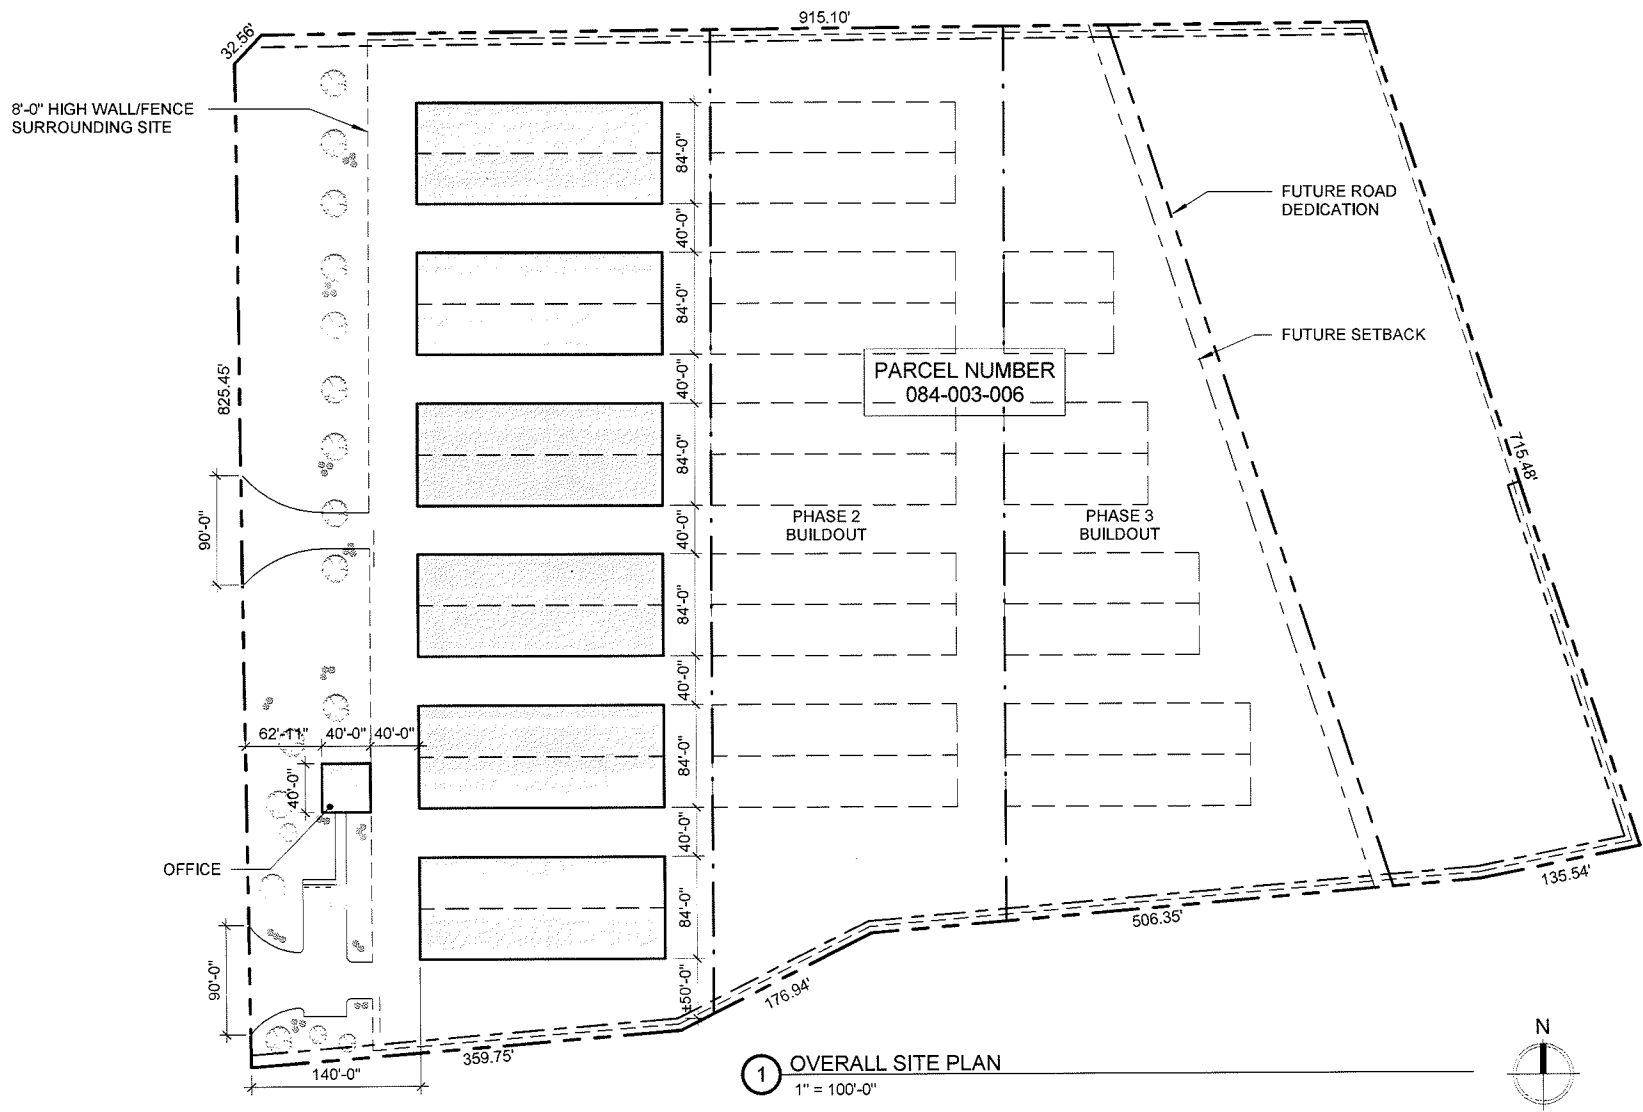 915.10'
32.56'
8'-0" HIGH WALL/FENCE
SURROUNDING SITE
84'-0"
40'-0"
FUTURE ROAD
DEDICATION
84'-0"
FUTURE SETBACK
40'-0"
PARCEL NUMBER
084-003-006
825.45'
84'-0"
715.48'
90'-0"
40'-0"
PHASE 2
BUILDOUT
PHASE 3
BUILDOUT
84'-0"
40'-0"
62'-11"
40'-0"
40'-0"
40'-0"
84'-0"
40'-0"
OFFICE
84'-0"
135.54'
506.35'
90'-0"
±50'-0"
176.94'
359.75'
140'-0"
1
OVERALL SITE PLAN
1" = 100'-0"
N